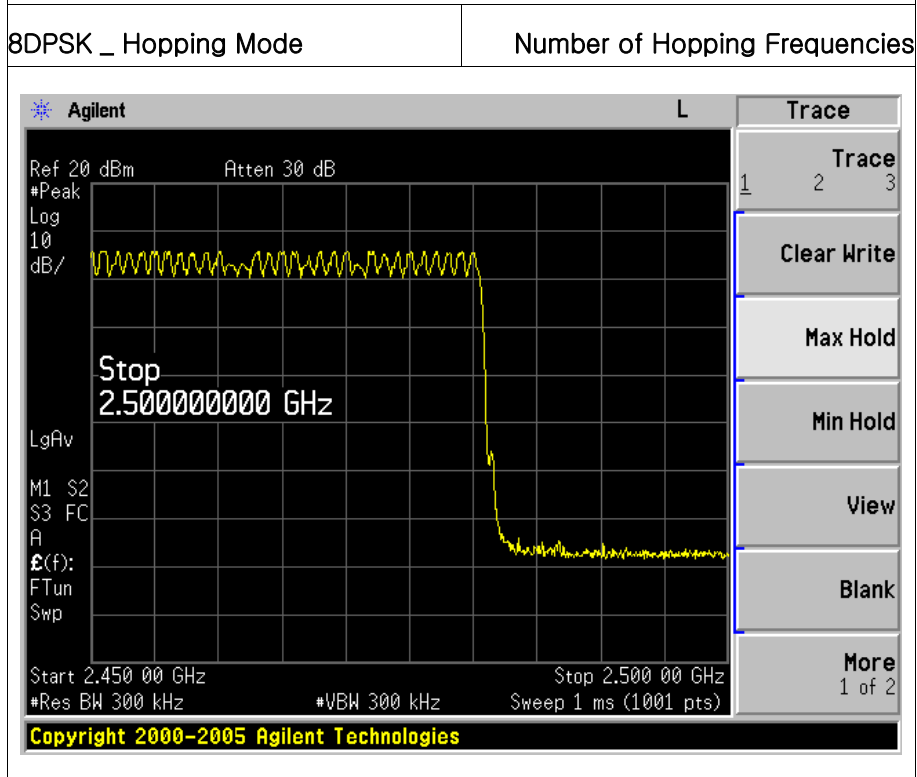 8DPSK _ Hopping Mode
Number of Hopping Frequencies
Agilent
L
Trace
Ref 20 dBm
Atten 30 dB
#Peak
Log
10
dB/
Stop
2.500000000 GHz
LgAv
M1 S2
S3 FC
A
£(f):
FTun
Swp
Start 2.450 00 GHz
Stop 2.500 00 GHz
#Res BW 300 kHz
#VBW 300 kHz
Sweep 1 ms (1001 pts)
Copyright 2000-2005 Agilent Technologies
Trace
1 2 3
Clear Write
Max Hold
Min Hold
View
Blank
More
1 of 2